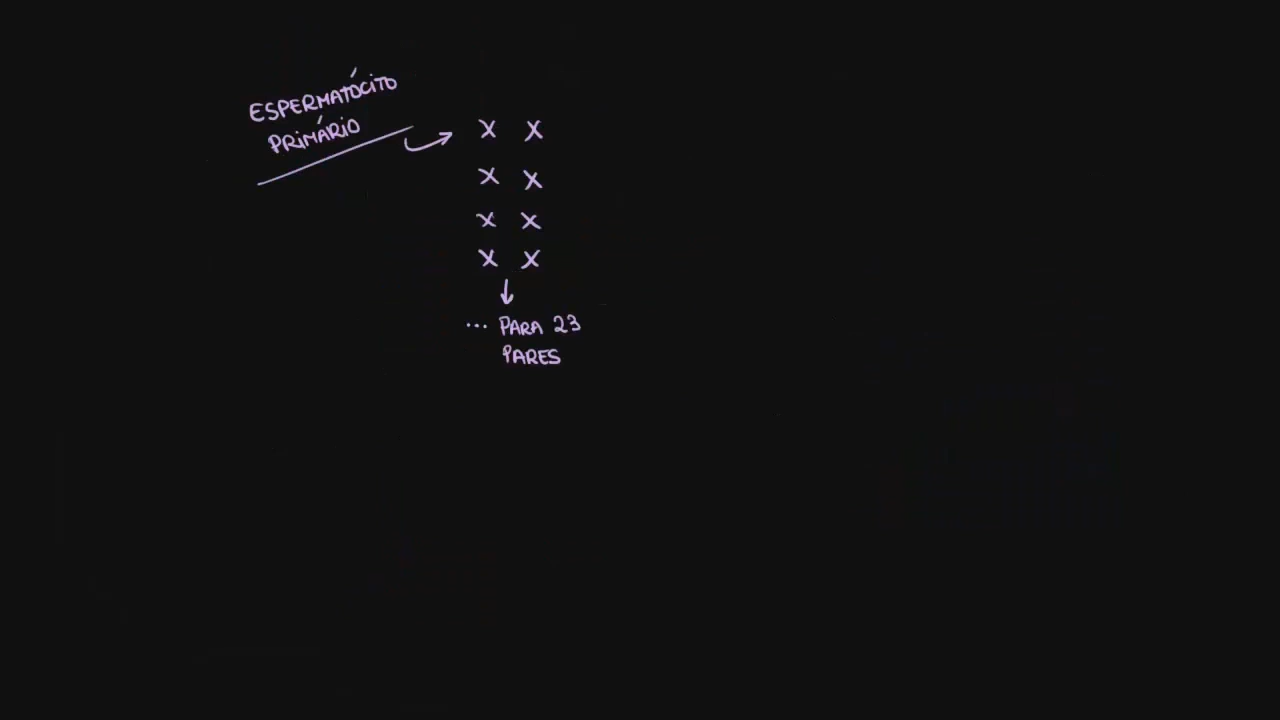 ESPERMATÓCITO
PRIMÁRIO
X X
X X
X X
X X
... PARA 23
PARES